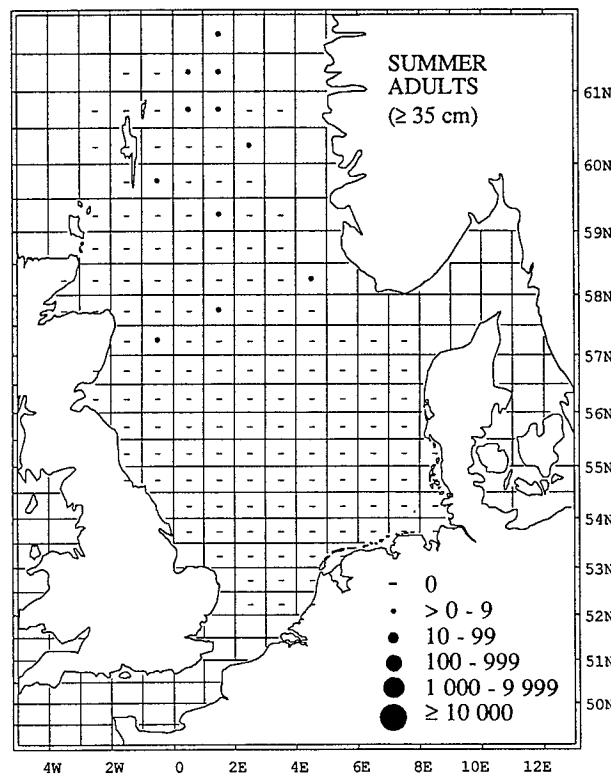 SUMMER
ADULTS
(≥ 35 cm)
61N
60N
59N
58N
57N
56N
55N
54N
53N
52N
51N
50N
- 0
• > 0 - 9
• 10 - 99
● 100 - 999
● 1 000 - 9 999
● ≥ 10 000
4W 2W 0 2E 4E 6E 8E 10E 12E